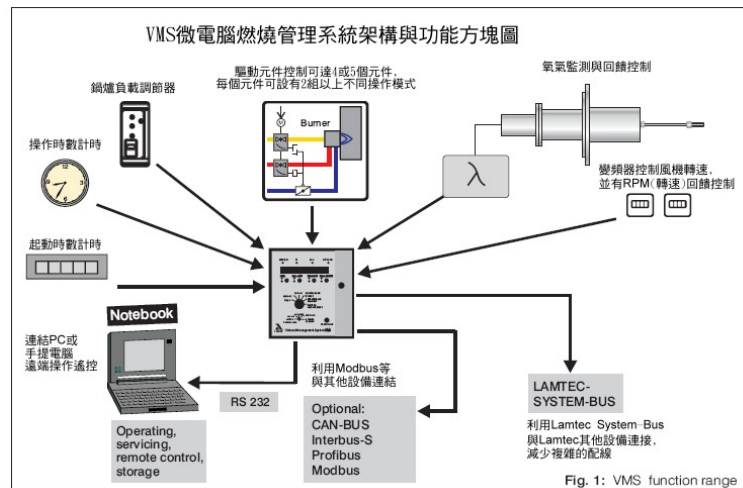 VMS微電腦燃燒管理系統架構與功能方塊圖
鍋爐負載調節器
驅動元件控制可達4或5個元件,
每個元件可設有2組以上不同操作模式
氧氣監測與回饋控制
操作時數計時
Burner
M
λ
變頻器控制風機轉速,
並有RPM(轉速)回饋控制
起動時數計時
Notebook
連結PC或
手提電腦
遠端操作遙控
RS 232
利用Modbus等
與其他設備連結
Operating,
servicing,
remote control,
storage
Optional:
CAN-BUS
Interbus-S
Profibus
Modbus
LAMTEC-
SYSTEM-BUS
利用Lamtec System-Bus
與Lamtec其他設備連接,
減少複雜的配線
Fig. 1: VMS function range